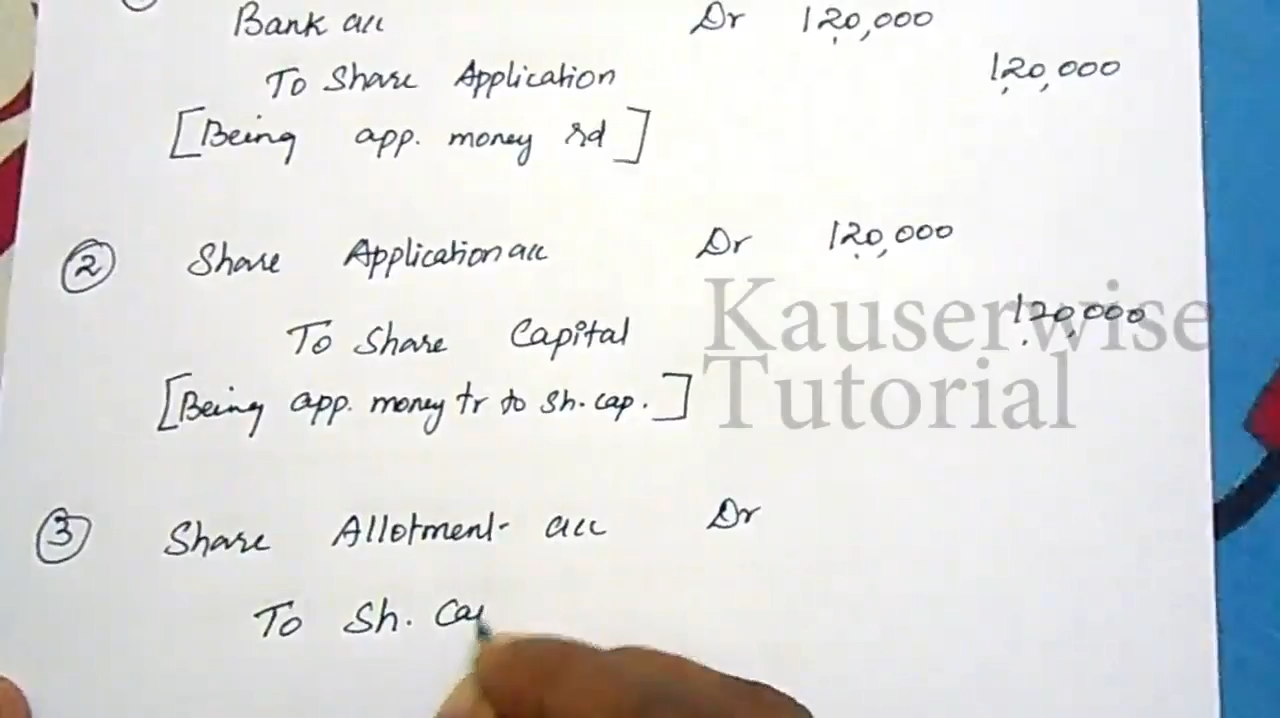 Bank a/c Dr 120,000
To Share Application 120,000
[Being app. money rd]
② Share Application a/c Dr 120,000
To Share Capital 120,000
[Being app. money tr to sh. cap.]
Kauserwise
Tutorial
③ Share Allotment a/c Dr
To Sh. Cap